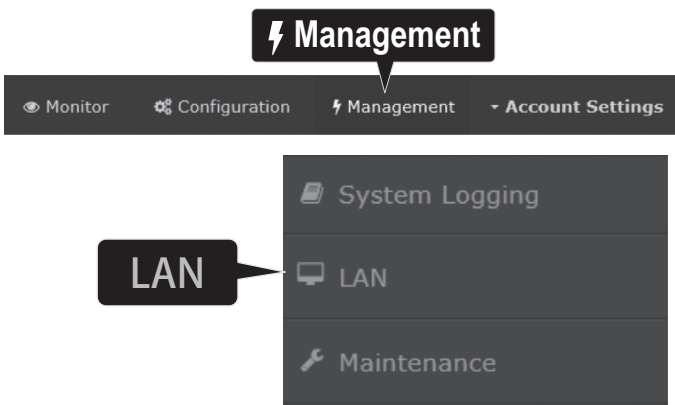 Management
Monitor Configuration Management Account Settings
System Logging
LAN
LAN
Maintenance